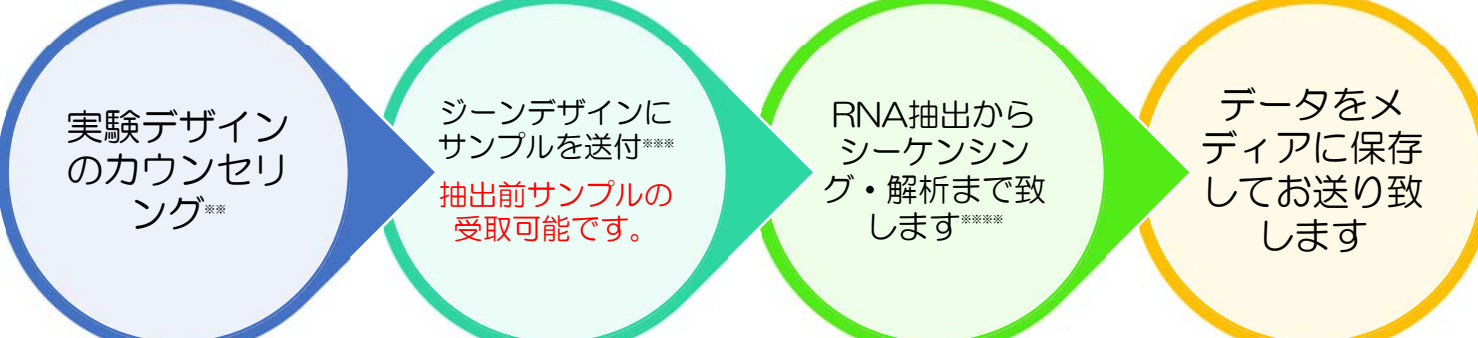 実験デザイン
のカウンセリ
ング※※
ジーンデザインに
サンプルを送付※※※
抽出前サンプルの
受取可能です。
RNA抽出から
シーケンシン
グ・解析まで致
します※※※※
データをメ
ディアに保存
してお送り致
します